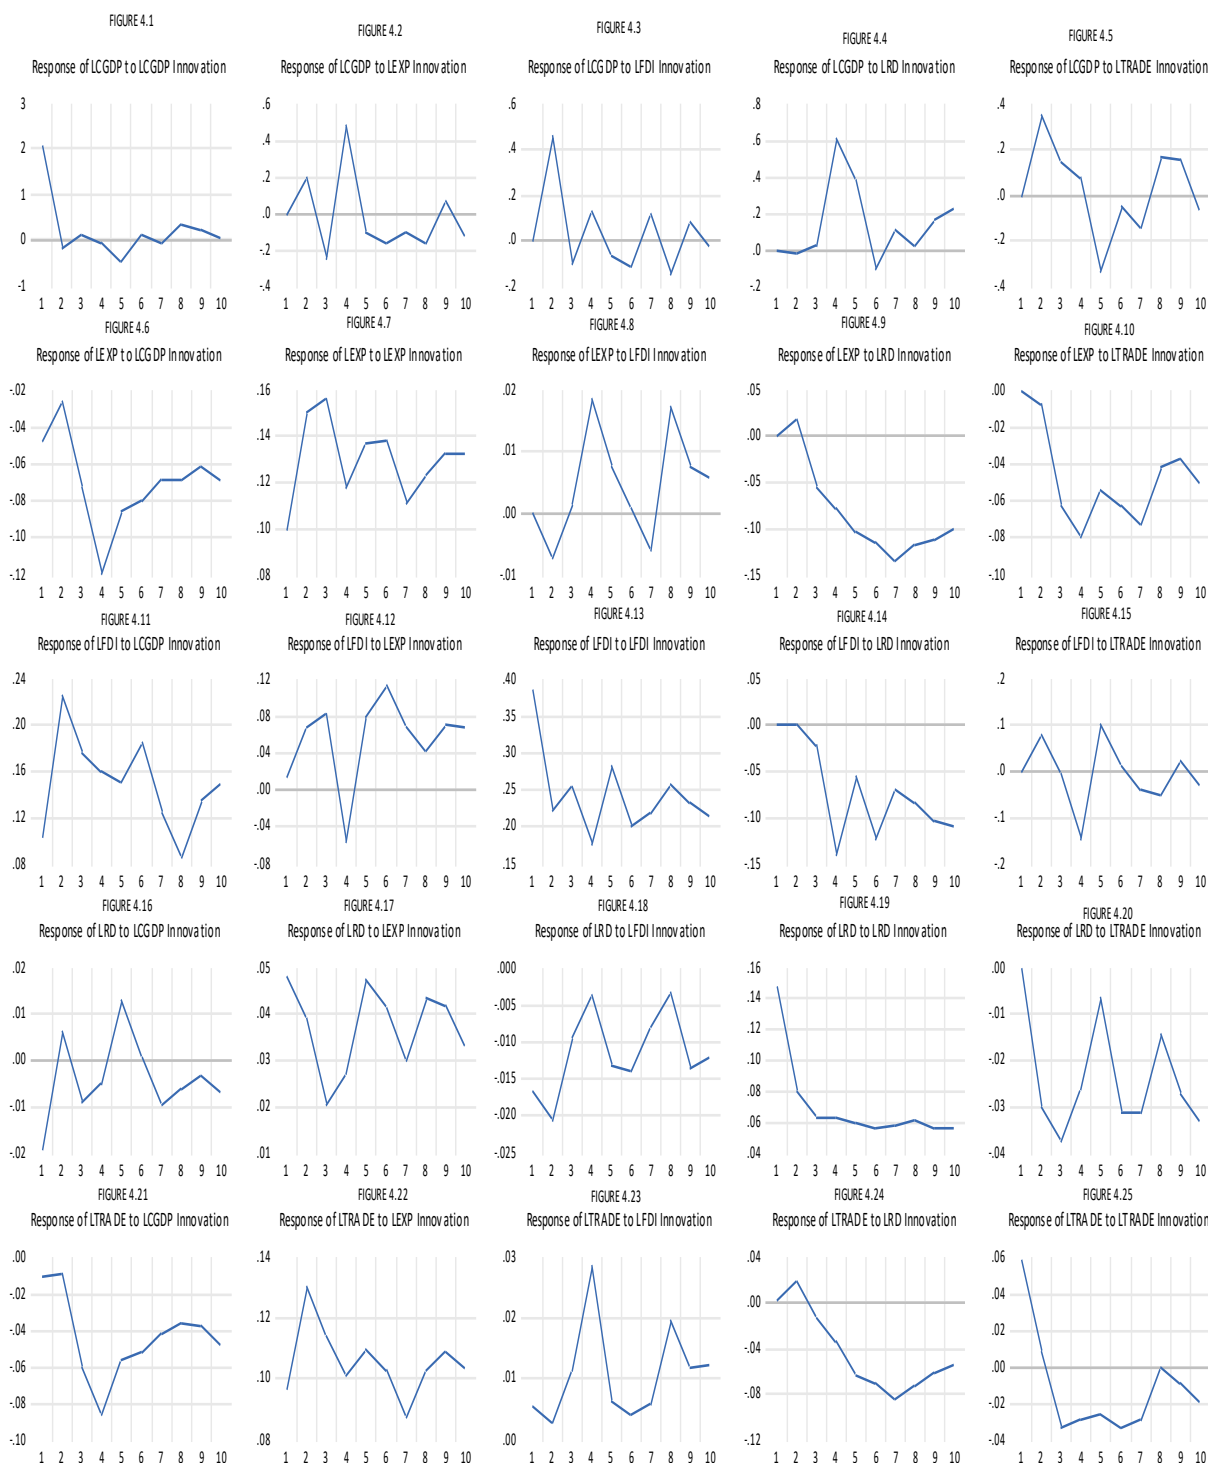 FIGURE 4.1
FIGURE 4.2
FIGURE 4.3
FIGURE 4.4
FIGURE 4.5
Response of LCGDP to LCGDP Innovation
Response of LCGDP to LEXP Innovation
Response of LCGDP to LFDI Innovation
Response of LCGDP to LRD Innovation
Response of LCGDP to LTRADE Innovation
3
2
1
0
-1
1 2 3 4 5 6 7 8 9 10
.6
.4
.2
.0
-.2
-.4
1 2 3 4 5 6 7 8 9 10
.6
.4
.2
.0
-.2
1 2 3 4 5 6 7 8 9 10
.8
.6
.4
.2
.0
-.2
1 2 3 4 5 6 7 8 9 10
.4
.2
.0
-.2
-.4
1 2 3 4 5 6 7 8 9 10
FIGURE 4.6
FIGURE 4.7
FIGURE 4.8
FIGURE 4.9
FIGURE 4.10
Response of LEXP to LCGDP Innovation
Response of LEXP to LEXP Innovation
Response of LEXP to LFDI Innovation
Response of LEXP to LRD Innovation
Response of LEXP to LTRADE Innovation
-.02
-.04
-.06
-.08
-.10
-.12
1 2 3 4 5 6 7 8 9 10
.16
.14
.12
.10
.08
1 2 3 4 5 6 7 8 9 10
.02
.01
.00
-.01
1 2 3 4 5 6 7 8 9 10
.05
.00
-.05
-.10
-.15
1 2 3 4 5 6 7 8 9 10
.00
-.02
-.04
-.06
-.08
-.10
1 2 3 4 5 6 7 8 9 10
FIGURE 4.11
FIGURE 4.12
FIGURE 4.13
FIGURE 4.14
FIGURE 4.15
Response of LFDI to LCGDP Innovation
Response of LFDI to LEXP Innovation
Response of LFDI to LFDI Innovation
Response of LFDI to LRD Innovation
Response of LFDI to LTRADE Innovation
.24
.20
.16
.12
.08
1 2 3 4 5 6 7 8 9 10
.12
.08
.04
.00
-.04
-.08
1 2 3 4 5 6 7 8 9 10
.40
.35
.30
.25
.20
.15
1 2 3 4 5 6 7 8 9 10
.05
.00
-.05
-.10
-.15
1 2 3 4 5 6 7 8 9 10
.2
.1
.0
-.1
-.2
1 2 3 4 5 6 7 8 9 10
FIGURE 4.16
FIGURE 4.17
FIGURE 4.18
FIGURE 4.19
FIGURE 4.20
Response of LRD to LCGDP Innovation
Response of LRD to LEXP Innovation
Response of LRD to LFDI Innovation
Response of LRD to LRD Innovation
Response of LRD to LTRADE Innovation
.02
.01
.00
-.01
-.02
1 2 3 4 5 6 7 8 9 10
.05
.04
.03
.02
.01
1 2 3 4 5 6 7 8 9 10
.000
-.005
-.010
-.015
-.020
-.025
1 2 3 4 5 6 7 8 9 10
.16
.14
.12
.10
.08
.06
.04
1 2 3 4 5 6 7 8 9 10
.00
-.01
-.02
-.03
-.04
1 2 3 4 5 6 7 8 9 10
FIGURE 4.21
FIGURE 4.22
FIGURE 4.23
FIGURE 4.24
FIGURE 4.25
Response of LTRADE to LCGDP Innovation
Response of LTRADE to LEXP Innovation
Response of LTRADE to LFDI Innovation
Response of LTRADE to LRD Innovation
Response of LTRADE to LTRADE Innovation
.00
-.02
-.04
-.06
-.08
-.10
1 2 3 4 5 6 7 8 9 10
.14
.12
.10
.08
1 2 3 4 5 6 7 8 9 10
.03
.02
.01
.00
1 2 3 4 5 6 7 8 9 10
.04
.00
-.04
-.08
-.12
1 2 3 4 5 6 7 8 9 10
.06
.04
.02
.00
-.02
-.04
1 2 3 4 5 6 7 8 9 10